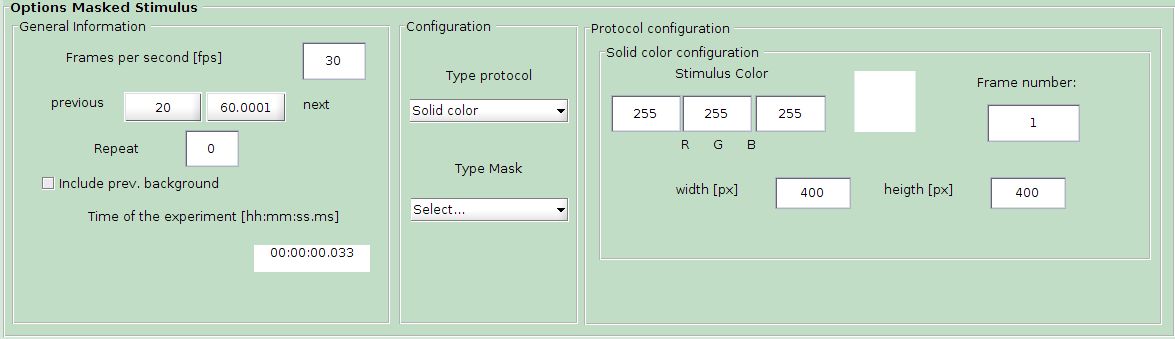 Options Masked Stimulus
General Information
Frames per second [fps]
30
previous
20
60.0001
next
Repeat
0
Include prev. background
Time of the experiment [hh:mm:ss.ms]
00:00:00.033
Configuration
Type protocol
Solid color
Type Mask
Select...
Protocol configuration
Solid color configuration
Stimulus Color
255 255 255
R G B
Frame number:
1
width [px]
400
heigth [px]
400